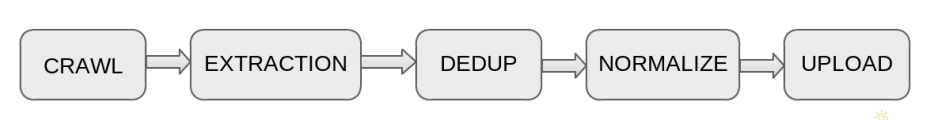 CRAWL
EXTRACTION
DEDUP
NORMALIZE
UPLOAD